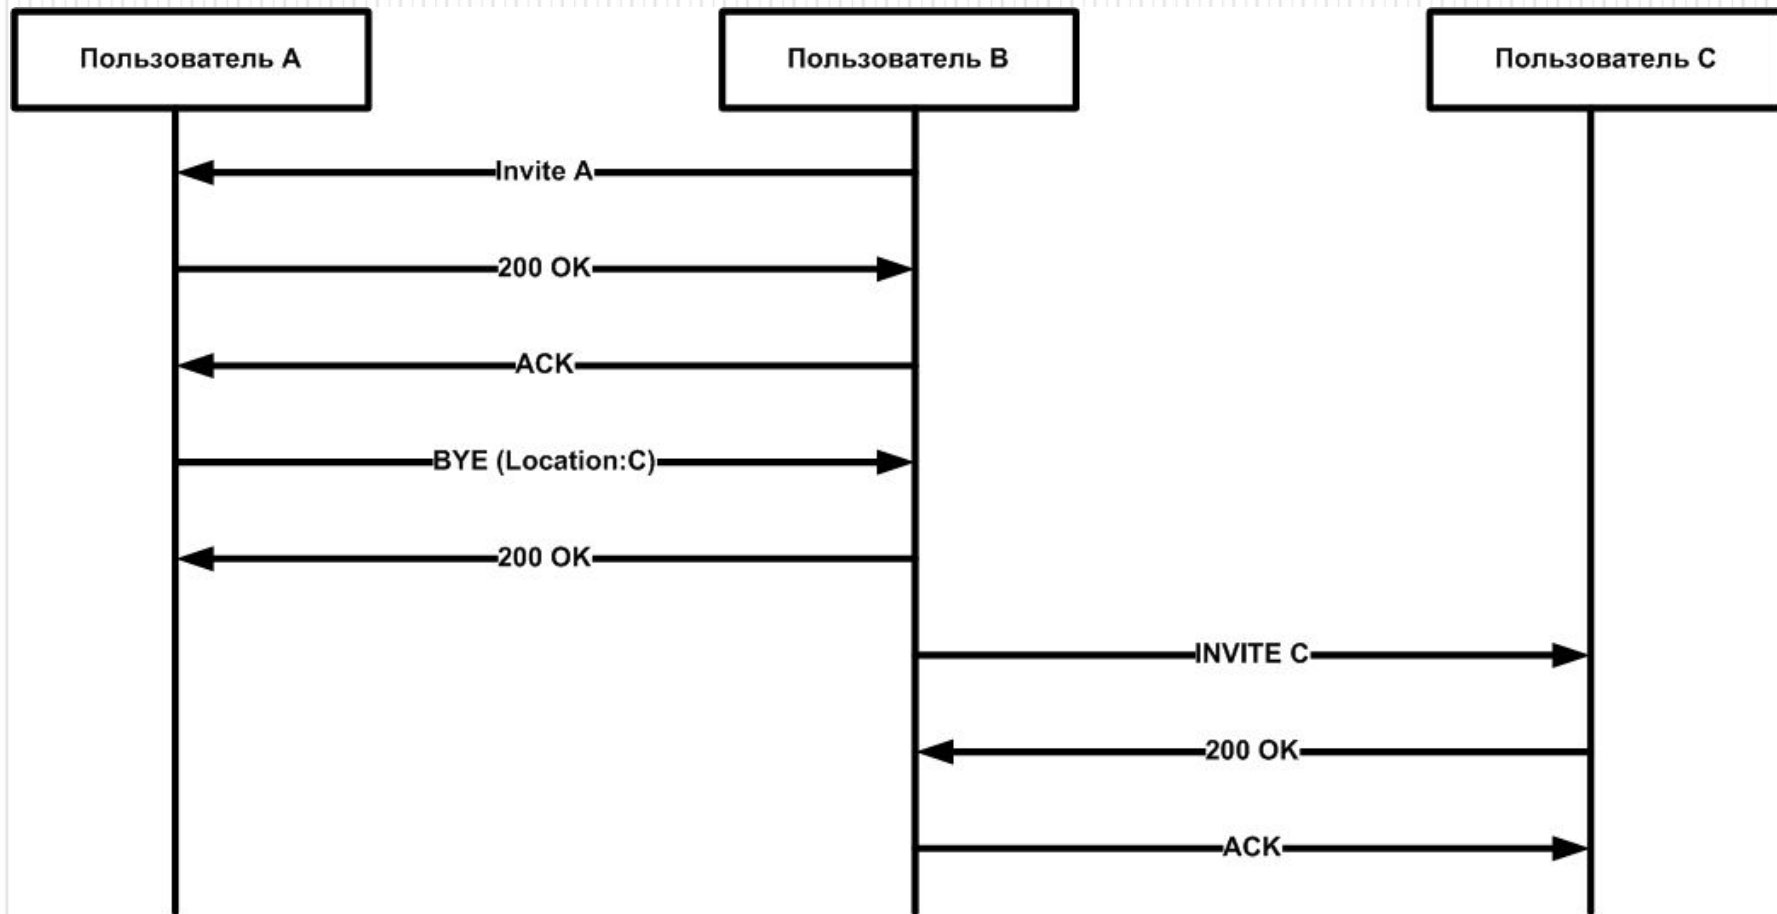 Пользователь А
Пользователь В
Пользователь С
Invite A
200 OK
ACK
BYE (Location:C)
200 OK
INVITE C
200 OK
ACK